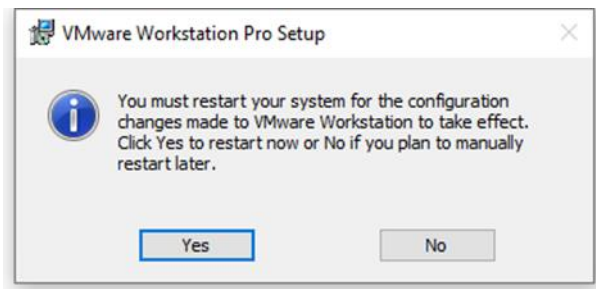 VMware Workstation Pro Setup
You must restart your system for the configuration
changes made to VMware Workstation to take effect.
Click Yes to restart now or No if you plan to manually
restart later.
Yes No